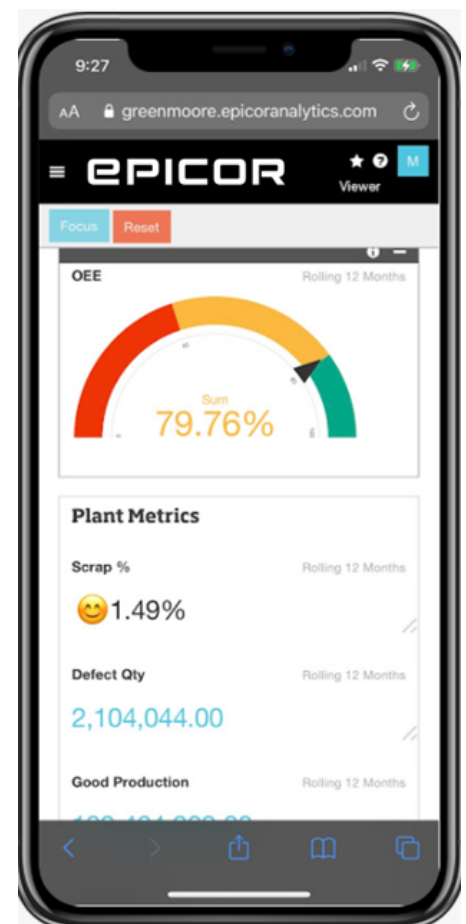 9:27
AA greenmoore.epicoranalytics.com
EPICOR
M
Viewer
Focus Reset
OEE Rolling 12 Months
Sum
79.76%
Plant Metrics
Scrap % Rolling 12 Months
😊1.49%
Defect Qty Rolling 12 Months
2,104,044.00
Good Production Rolling 12 Months